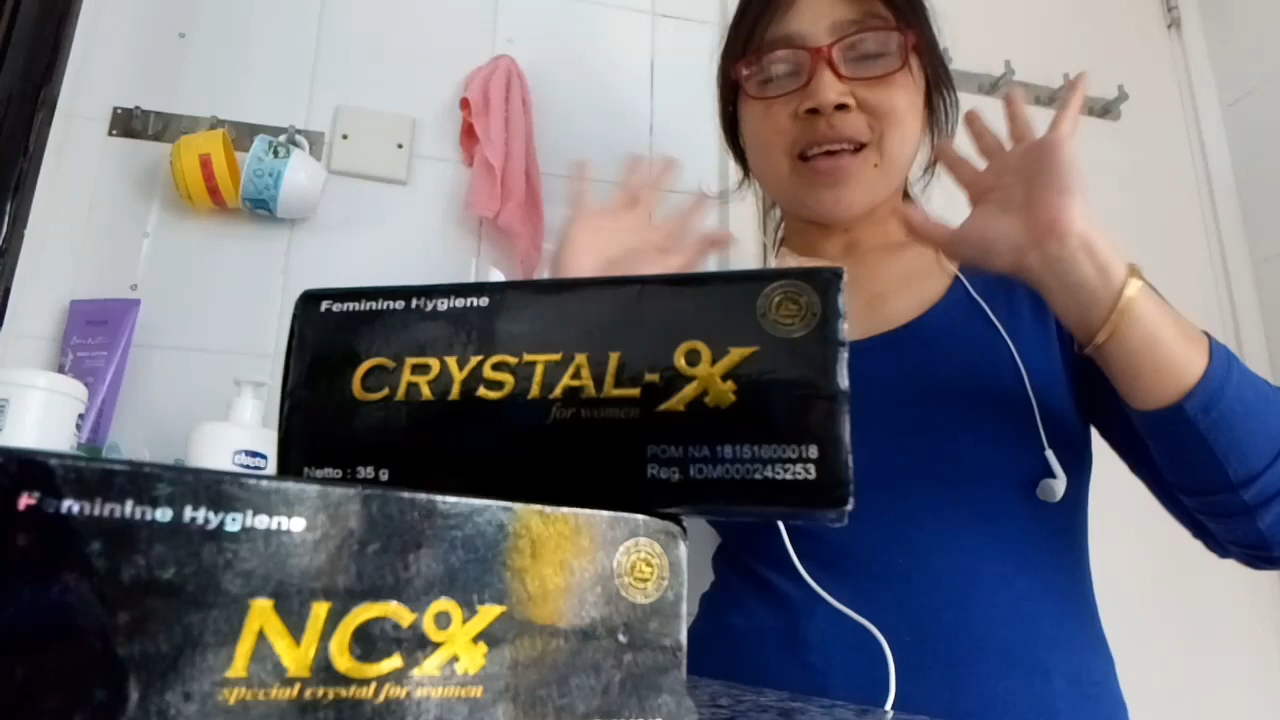 Feminine Hygiene
CRYSTAL-X
for women
POM NA 18151600018
Netto : 35 g
Reg. IDM000245253
chicco
Feminine Hygiene
NCX
special crystal for women